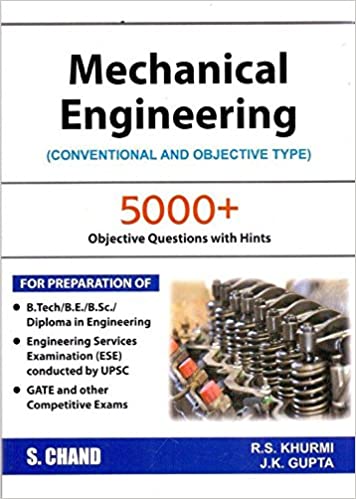 Mechanical
Engineering
(CONVENTIONAL AND OBJECTIVE TYPE)
5000+
Objective Questions with Hints
FOR PREPARATION OF
• B.Tech/B.E./B.Sc./
Diploma in Engineering
• Engineering Services
Examination (ESE)
conducted by UPSC
• GATE and other
Competitive Exams
S. CHAND
R.S. KHURMI
J.K. GUPTA